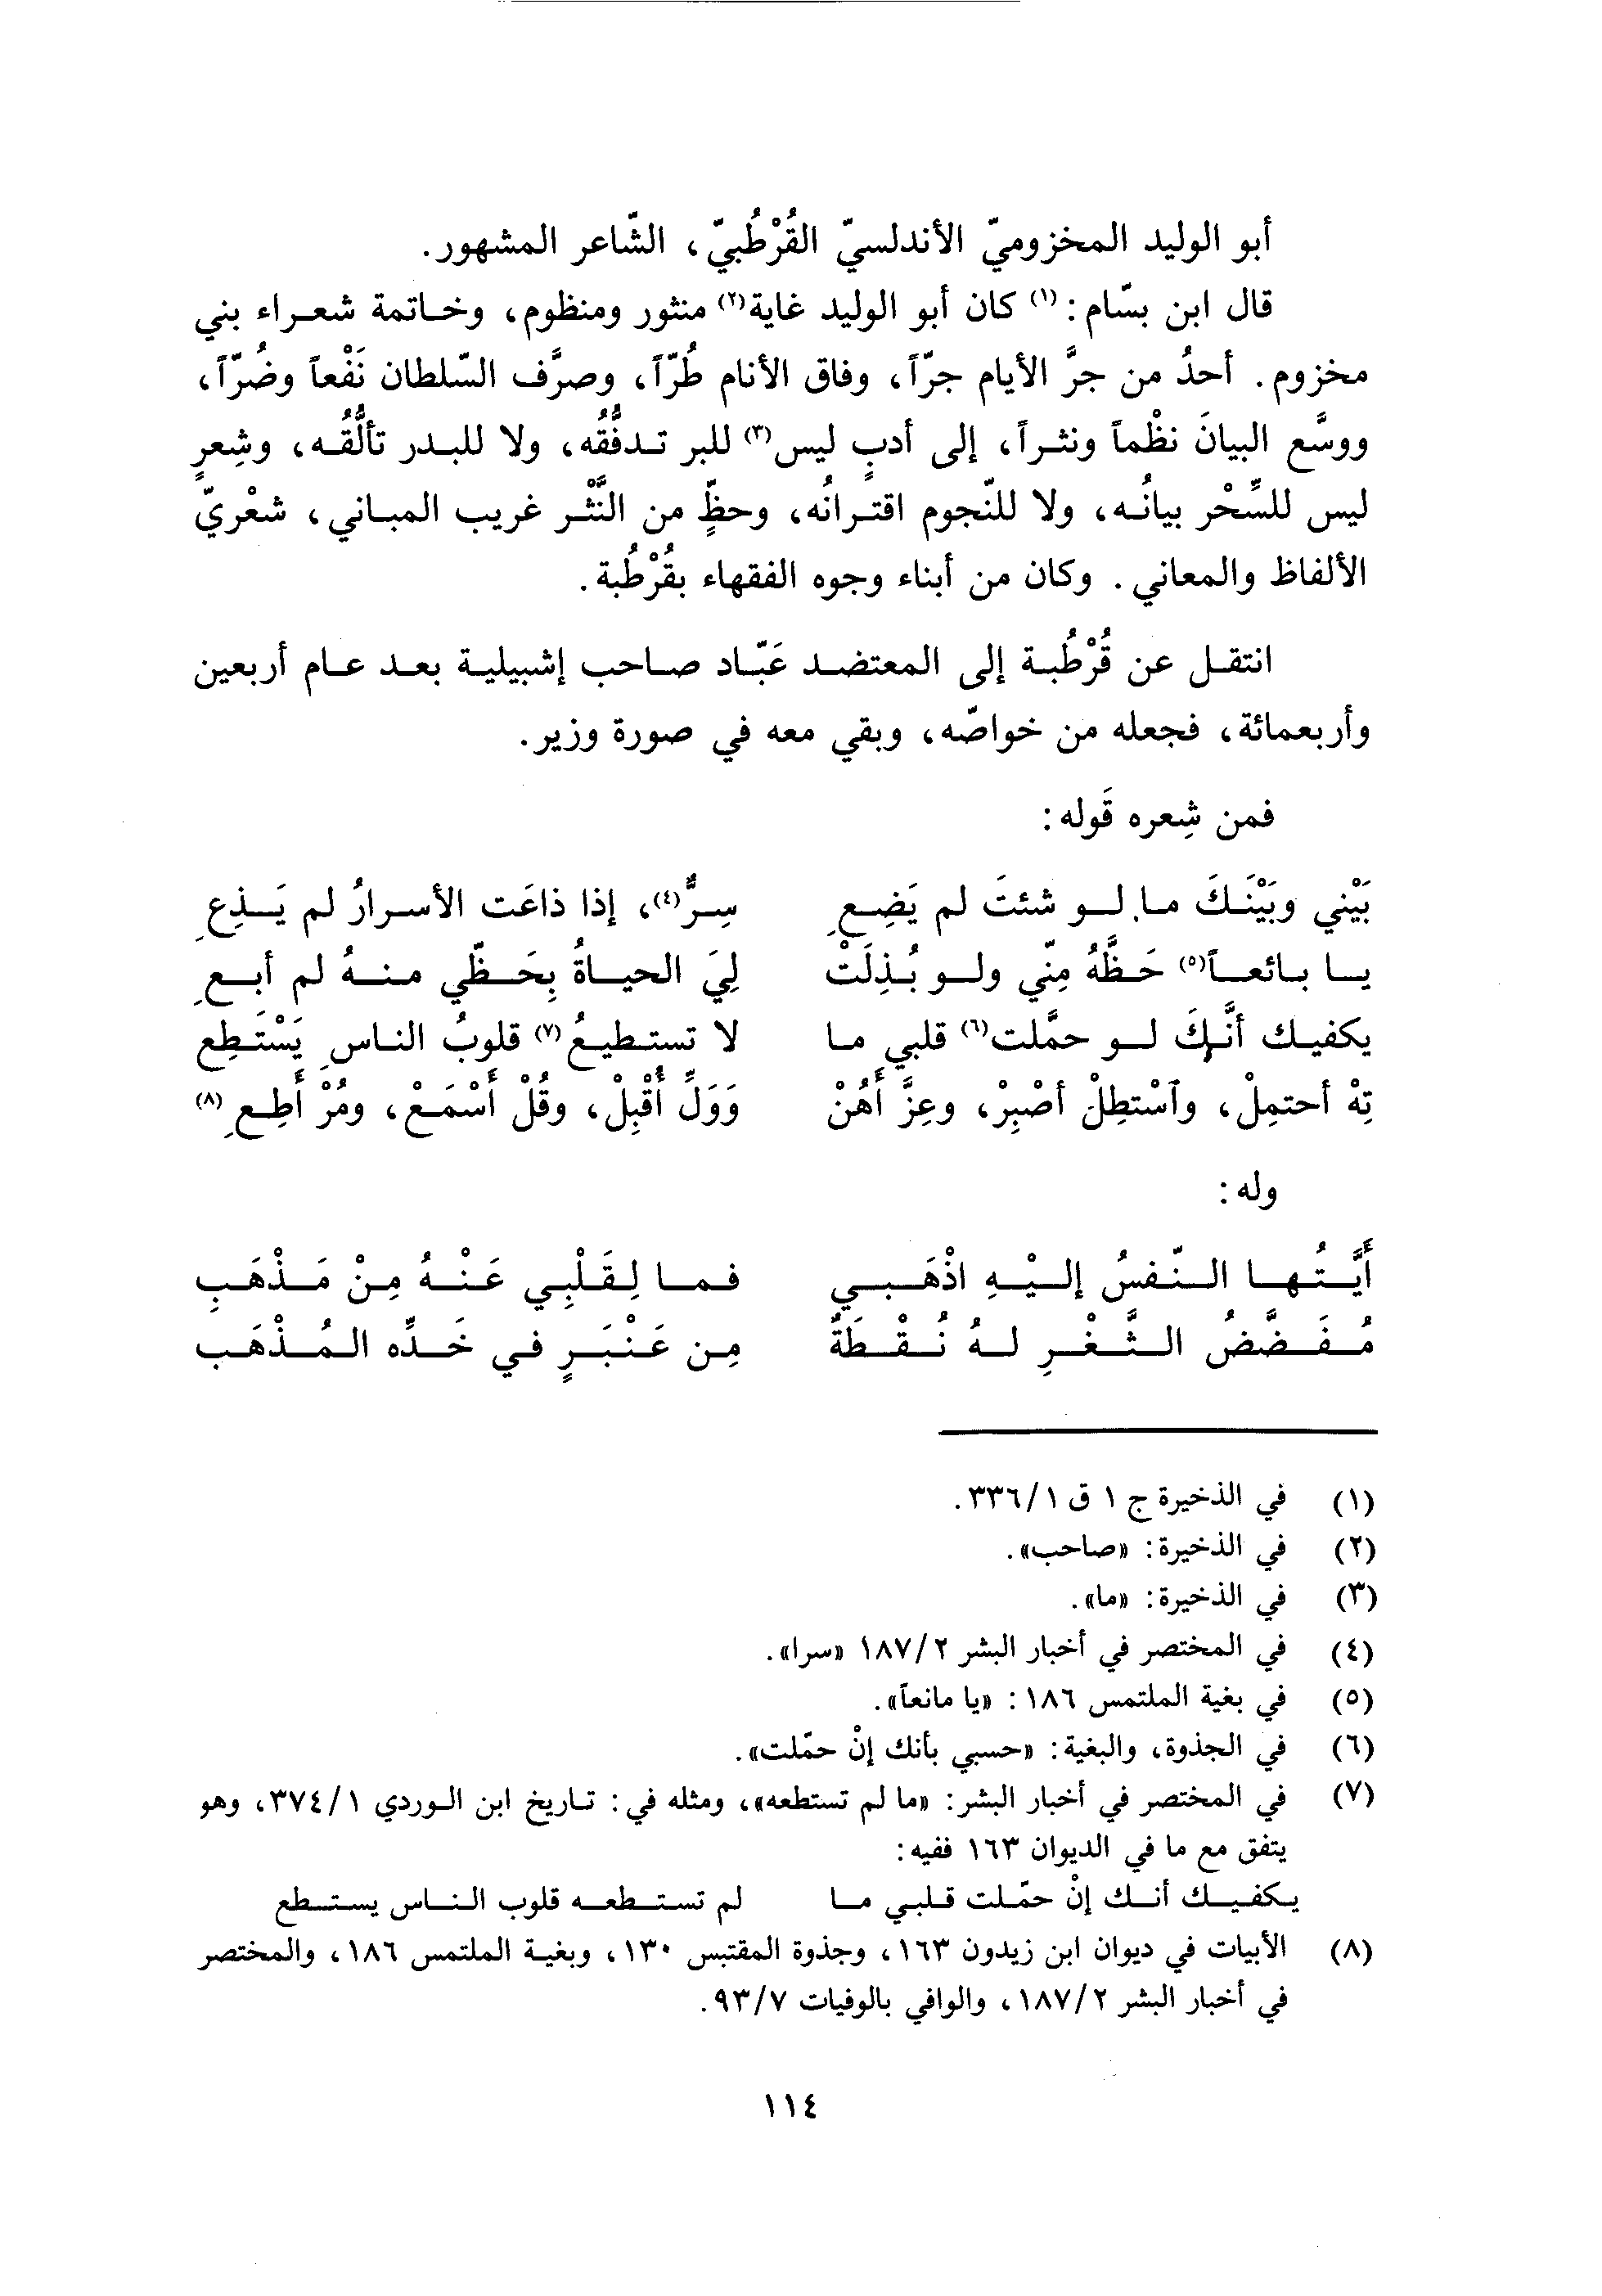 أبو الوليد المخزوميّ الأندلسيّ القُرْطُبيّ، الشّاعر المشهور.
قال ابن بسّام: (١) كان أبو الوليد غاية(٢) منثور ومنظوم، وخاتمة شعراء بني
مخزوم. أحدُ من جرَّ الأيام جرّاً، وفاق الأنام طُرّاً، وصرَّف السّلطان نَفْعاً وضُرّاً،
ووسَّع البيانَ نظْماً ونثراً، إلى أدبٍ ليس(٣) للبر تدفُّقُه، ولا للبدر تألُّقُه، وشِعرٍ
ليس للسِّحْر بيانُه، ولا للنّجوم اقترانُه، وحظٍّ من النَّثْر غريب المباني، شعْريّ
الألفاظ والمعاني. وكان من أبناء وجوه الفقهاء بقُرْطُبة.
انتقل عن قُرْطُبة إلى المعتضد عَبّاد صاحب إشبيلية بعد عام أربعين
وأربعمائة، فجعله من خواصّه، وبقي معه في صورة وزير.
فمن شِعره قَوله:
بَيْني وبَيْنَكَ ما لو شئتَ لم يَضِعِ سِرٌّ(٤)، إذا ذاعَت الأسرارُ لم يَذِعِ
يا بائعاً(٥) حَظَّهُ مِنّي ولو بُذِلَتْ لِيَ الحياةُ بِحَظّي منهُ لم أبعِ
يكفيك أنَّكَ لو حمَّلت(٦) قلبي ما لا تستطيعُ(٧) قلوبُ الناسِ يَسْتَطِع
تِهْ أحتمِلْ، وٱسْتطِلْ أصْبِرْ، وعِزَّ أَهُنْ وَوَلِّ أُقْبِلْ، وقُلْ أَسْمَعْ، ومُرْ أَطِعِ(٨)
وله:
أَيَّتُها النّفسُ إليْهِ اذْهَبي فما لِقَلْبِي عَنْهُ مِنْ مَذْهَبِ
مُفَضَّضُ الثَّغْرِ لهُ نُقْطَةٌ مِن عَنْبَرٍ في خَدِّه المُذْهَب
(١) في الذخيرة ج ١ ق ١/٣٣٦.
(٢) في الذخيرة: «صاحب».
(٣) في الذخيرة: «ما».
(٤) في المختصر في أخبار البشر ٢/١٨٧ «سرا».
(٥) في بغية الملتمس ١٨٦: «يا مانعاً».
(٦) في الجذوة، والبغية: «حسبي بأنك إنْ حمّلت».
(٧) في المختصر في أخبار البشر: «ما لم تستطعه»، ومثله في: تاريخ ابن الوردي ١/٣٧٤، وهو
يتفق مع ما في الديوان ١٦٣ ففيه:
يكفيك أنك إنْ حمّلت قلبي ما لم تستطعه قلوب الناس يستطع
(٨) الأبيات في ديوان ابن زيدون ١٦٣، وجذوة المقتبس ١٣٠، وبغية الملتمس ١٨٦، والمختصر
في أخبار البشر ٢/١٨٧، والوافي بالوفيات ٧/٩٣.
١١٤